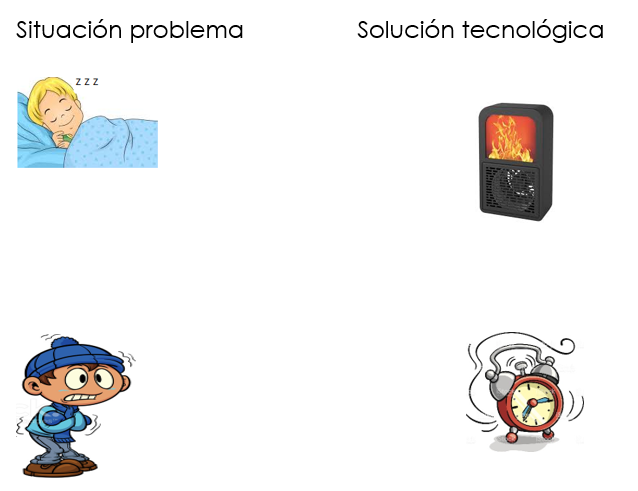 Situación problema
Solución tecnológica
z z z